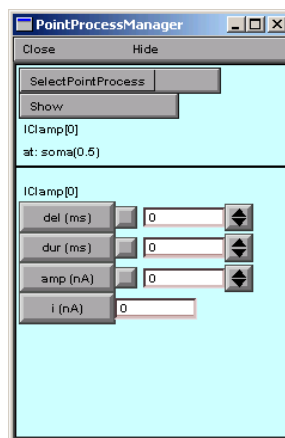 PointProcessManager
Close Hide
SelectPointProcess
Show
IClamp[0]
at: soma(0.5)
IClamp[0]
del (ms) 0
dur (ms) 0
amp (nA) 0
i (nA) 0